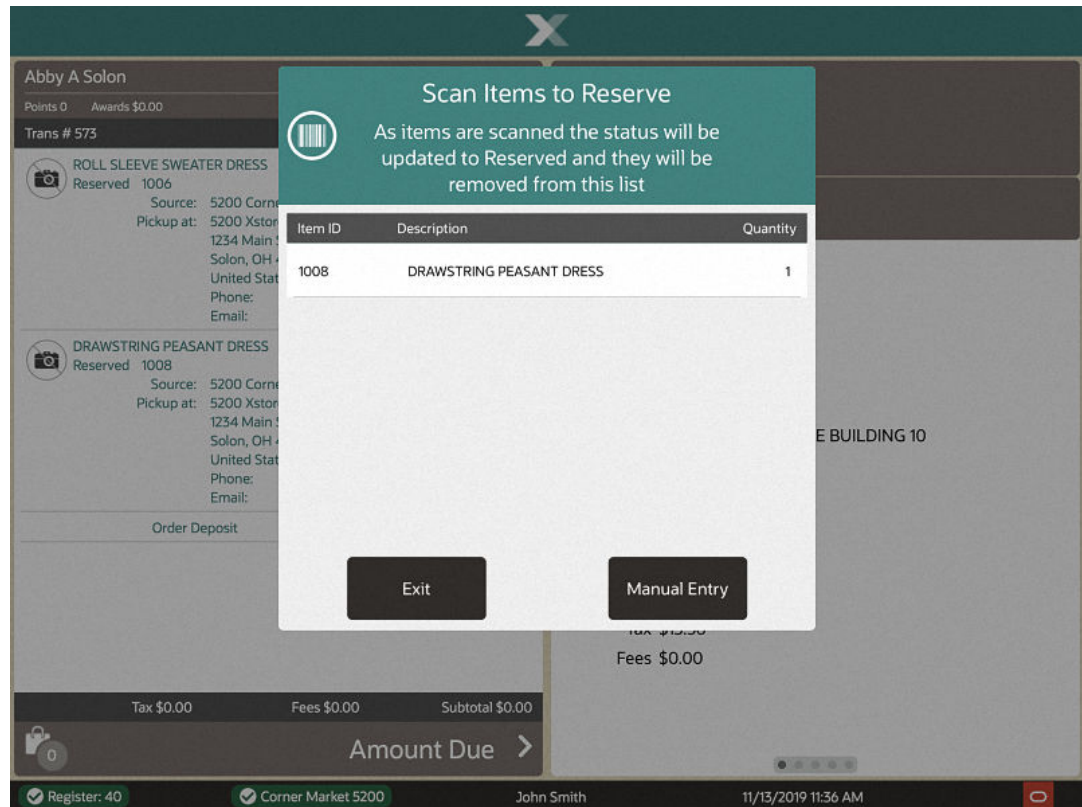 Abby A Solon
Points 0 Awards $0.00
Trans # 573
ROLL SLEEVE SWEATER DRESS
Reserved 1006
Source: 5200 Corne
Pickup at: 5200 Xstor
1234 Main
Solon, OH
United Stat
Phone:
Email:
DRAWSTRING PEASANT DRESS
Reserved 1008
Source: 5200 Corne
Pickup at: 5200 Xstor
1234 Main
Solon, OH
United Stat
Phone:
Email:
Order Deposit
Tax $0.00 Fees $0.00 Subtotal $0.00
0 Amount Due
Scan Items to Reserve
As items are scanned the status will be
updated to Reserved and they will be
removed from this list
Item ID Description Quantity
1008 DRAWSTRING PEASANT DRESS 1
Exit Manual Entry
E BUILDING 10
Fees $0.00
Register: 40 Corner Market 5200 John Smith 11/13/2019 11:36 AM